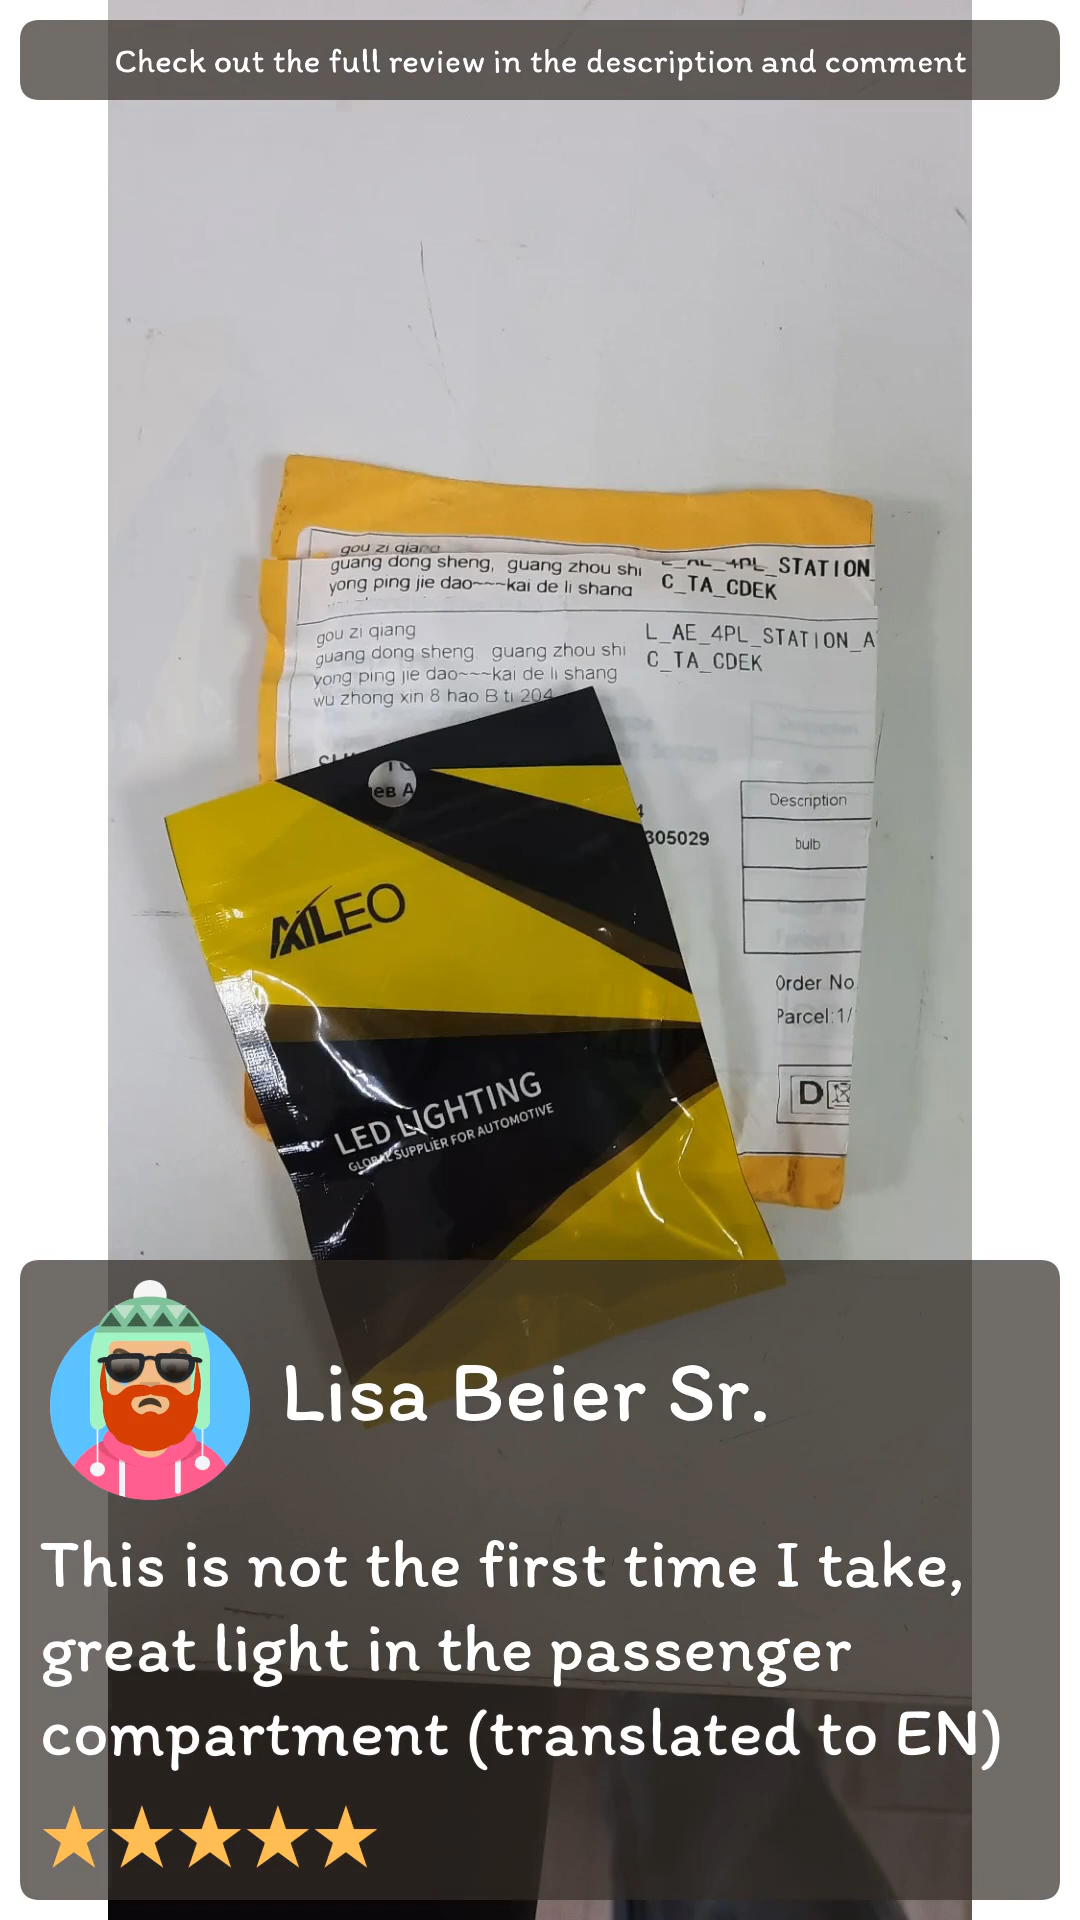 Check out the full review in the description and comment
gou zi qiang
guang dong sheng, guang zhou shi
yong ping jie dao~~~kai de li shang
STATION
C_TA_CDEK
gou zi qiang
guang dong sheng guang zhou shi
yong ping jie dao~~~kai de li shang
wu zhong xin 8 hao B ti 204
L_AE_4PL_STATION_A
C_TA_CDEK
305029
Description
bulb
Order No.
Parcel:1/
D
AILEO
LED LIGHTING
GLOBAL SUPPLIER FOR AUTOMOTIVE
Lisa Beier Sr.
This is not the first time I take,
great light in the passenger
compartment (translated to EN)